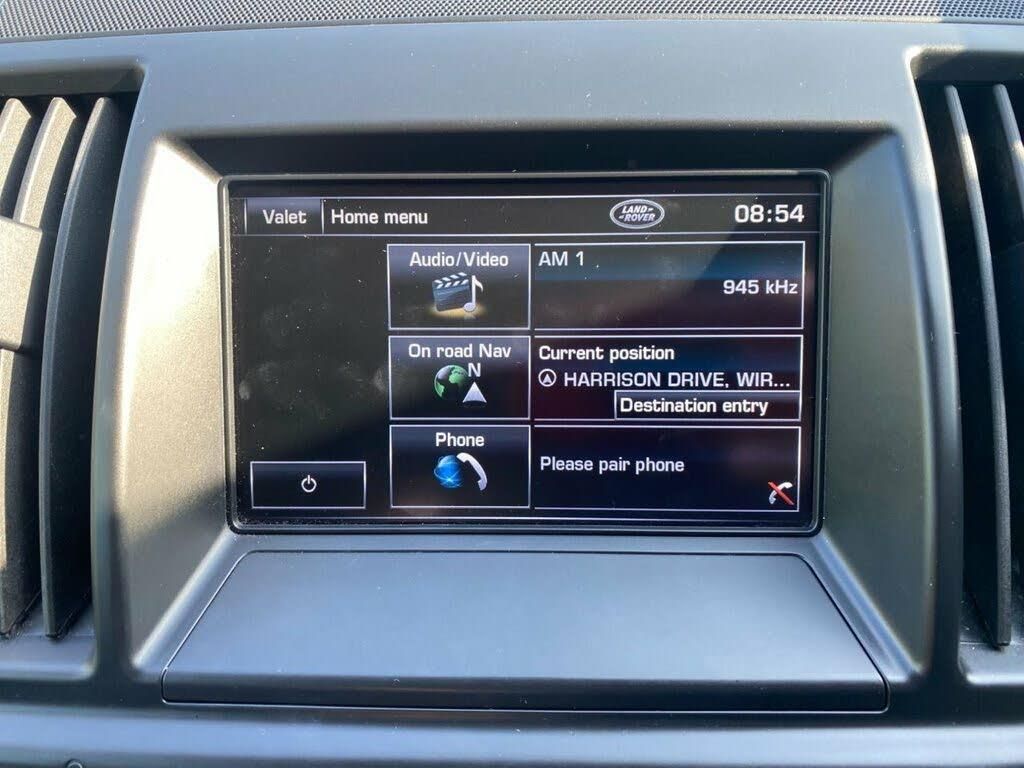 Valet
Home menu
LAND-
-ROVER
08:54
Audio/Video
AM 1
945 kHz
On road Nav
N
Current position
HARRISON DRIVE, WIR...
Destination entry
Phone
Please pair phone